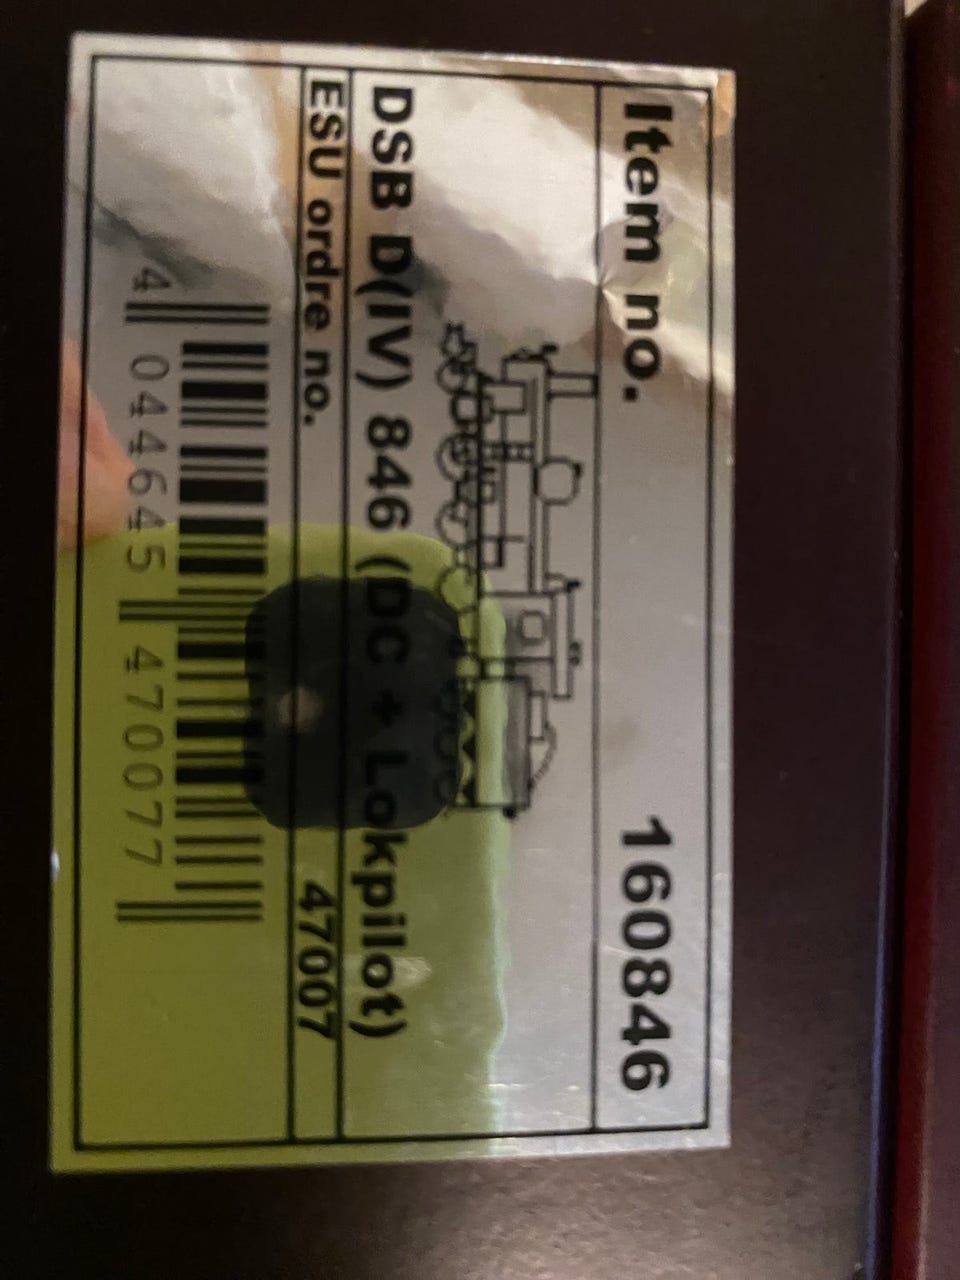 Item no. 160846
DSB D(IV) 846 (DC + Lokpilot)
ESU ordre no. 47007
4 044645 470077